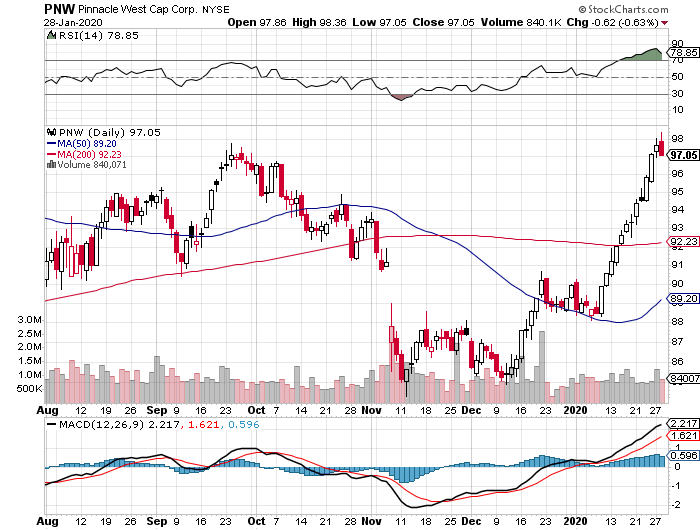 PNW Pinnacle West Cap Corp. NYSE © StockCharts.com
28-Jan-2020 Open 97.86 High 98.36 Low 97.05 Close 97.05 Volume 840.1K Chg -0.62 (-0.63%)
RSI(14) 78.85
90
78.85
70
50
30
10
PNW (Daily) 97.05
MA(50) 89.20
MA(200) 92.23
Volume 840,071
98
97.05
96
95
94
93
92.23
91
90
89.20
88
87
86
85
84007
3.0M
2.5M
2.0M
1.5M
1.0M
500K
Aug 12 19 26 Sep 9 16 23 Oct 7 14 21 28 Nov 11 18 25 Dec 9 16 23 2020 13 21 27
MACD(12,26,9) 2.217, 1.621, 0.596
2.217
1.621
0.596
0
-1
-2
Aug 12 19 26 Sep 9 16 23 Oct 7 14 21 28 Nov 11 18 25 Dec 9 16 23 2020 13 21 27